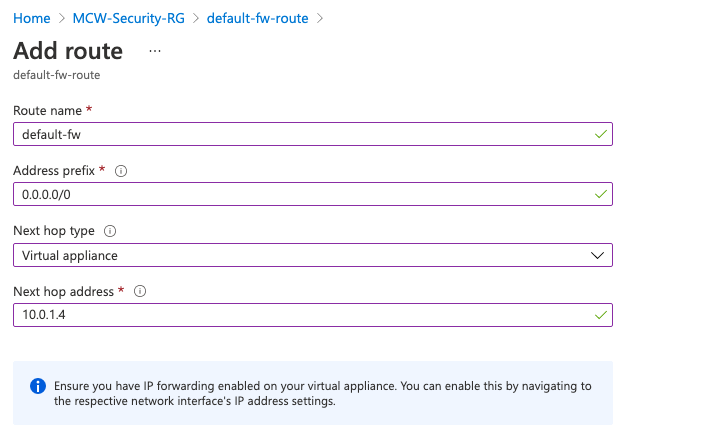 Home > MCW-Security-RG > default-fw-route >
Add route ...
default-fw-route
Route name *
default-fw
Address prefix *
0.0.0.0/0
Next hop type
Virtual appliance
Next hop address *
10.0.1.4
Ensure you have IP forwarding enabled on your virtual appliance. You can enable this by navigating to
the respective network interface's IP address settings.